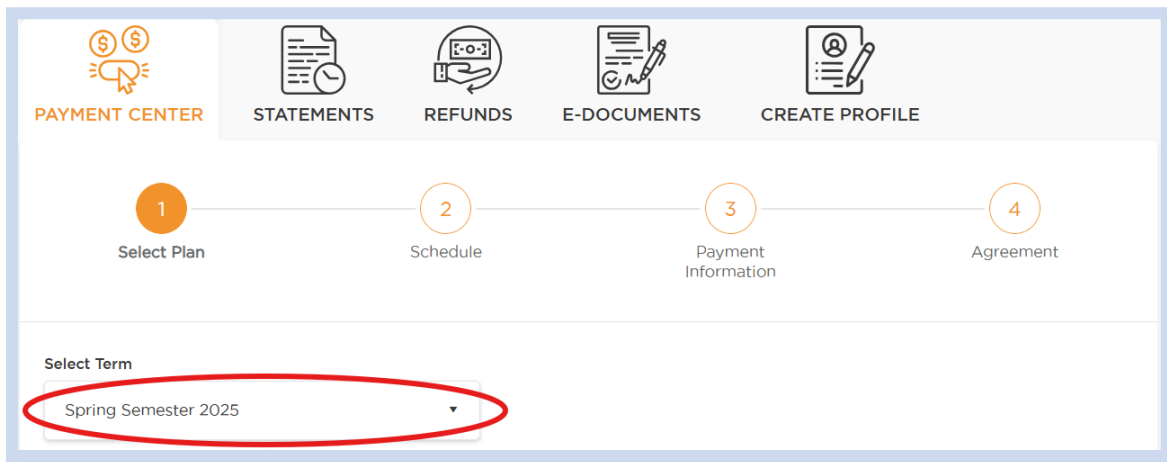 PAYMENT CENTER
STATEMENTS
REFUNDS
E-DOCUMENTS
CREATE PROFILE
1
2
3
4
Select Plan
Schedule
Payment
Information
Agreement
Select Term
Spring Semester 2025